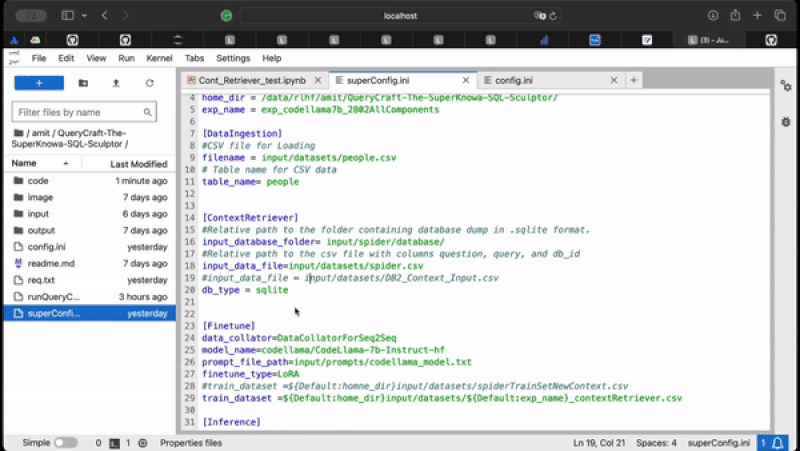 localhost
(3) - Ju...
File Edit View Run Kernel Tabs Settings Help
Cont_Retriever_test.ipynb
superConfig.ini
config.ini
+
Filter files by name
/ amit / QueryCraft-The-
SuperKnowa-SQL-Sculptor /
Name Last Modified
code 1 minute ago
image 7 days ago
input 6 days ago
output 7 days ago
config.ini yesterday
readme.md 7 days ago
req.txt yesterday
runQueryC... 3 hours ago
superConfi... yesterday
4 home_dir = /data/rlhf/amit/QueryCraft-The-SuperKnowa-SQL-Sculptor/
5 exp_name = exp_codellama7b_2802AllComponents
6
7 [DataIngestion]
8 #CSV file for Loading
9 filename = input/datasets/people.csv
10 # Table name for CSV data
11 table_name= people
12
13
14 [ContextRetriever]
15 #Relative path to the folder containing database dump in .sqlite format.
16 input_database_folder= input/spider/database/
17 #Relative path to the csv file with columns question, query, and db_id
18 input_data_file=input/datasets/spider.csv
19 #input_data_file = input/datasets/DB2_Context_Input.csv
20 db_type = sqlite
21
22
23 [Finetune]
24 data_collator=DataCollatorForSeq2Seq
25 model_name=codellama/CodeLlama-7b-Instruct-hf
26 prompt_file_path=input/prompts/codellama_model.txt
27 finetune_type=LoRA
28 #train_dataset =${Default:homne_dir}input/datasets/spiderTrainSetNewContext.csv
29 train_dataset =${Default:home_dir}input/datasets/${Default:exp_name}_contextRetriever.csv
30
31 [Inference]
Simple 0 1 Properties files Ln 19, Col 21 Spaces: 4 superConfig.ini 1